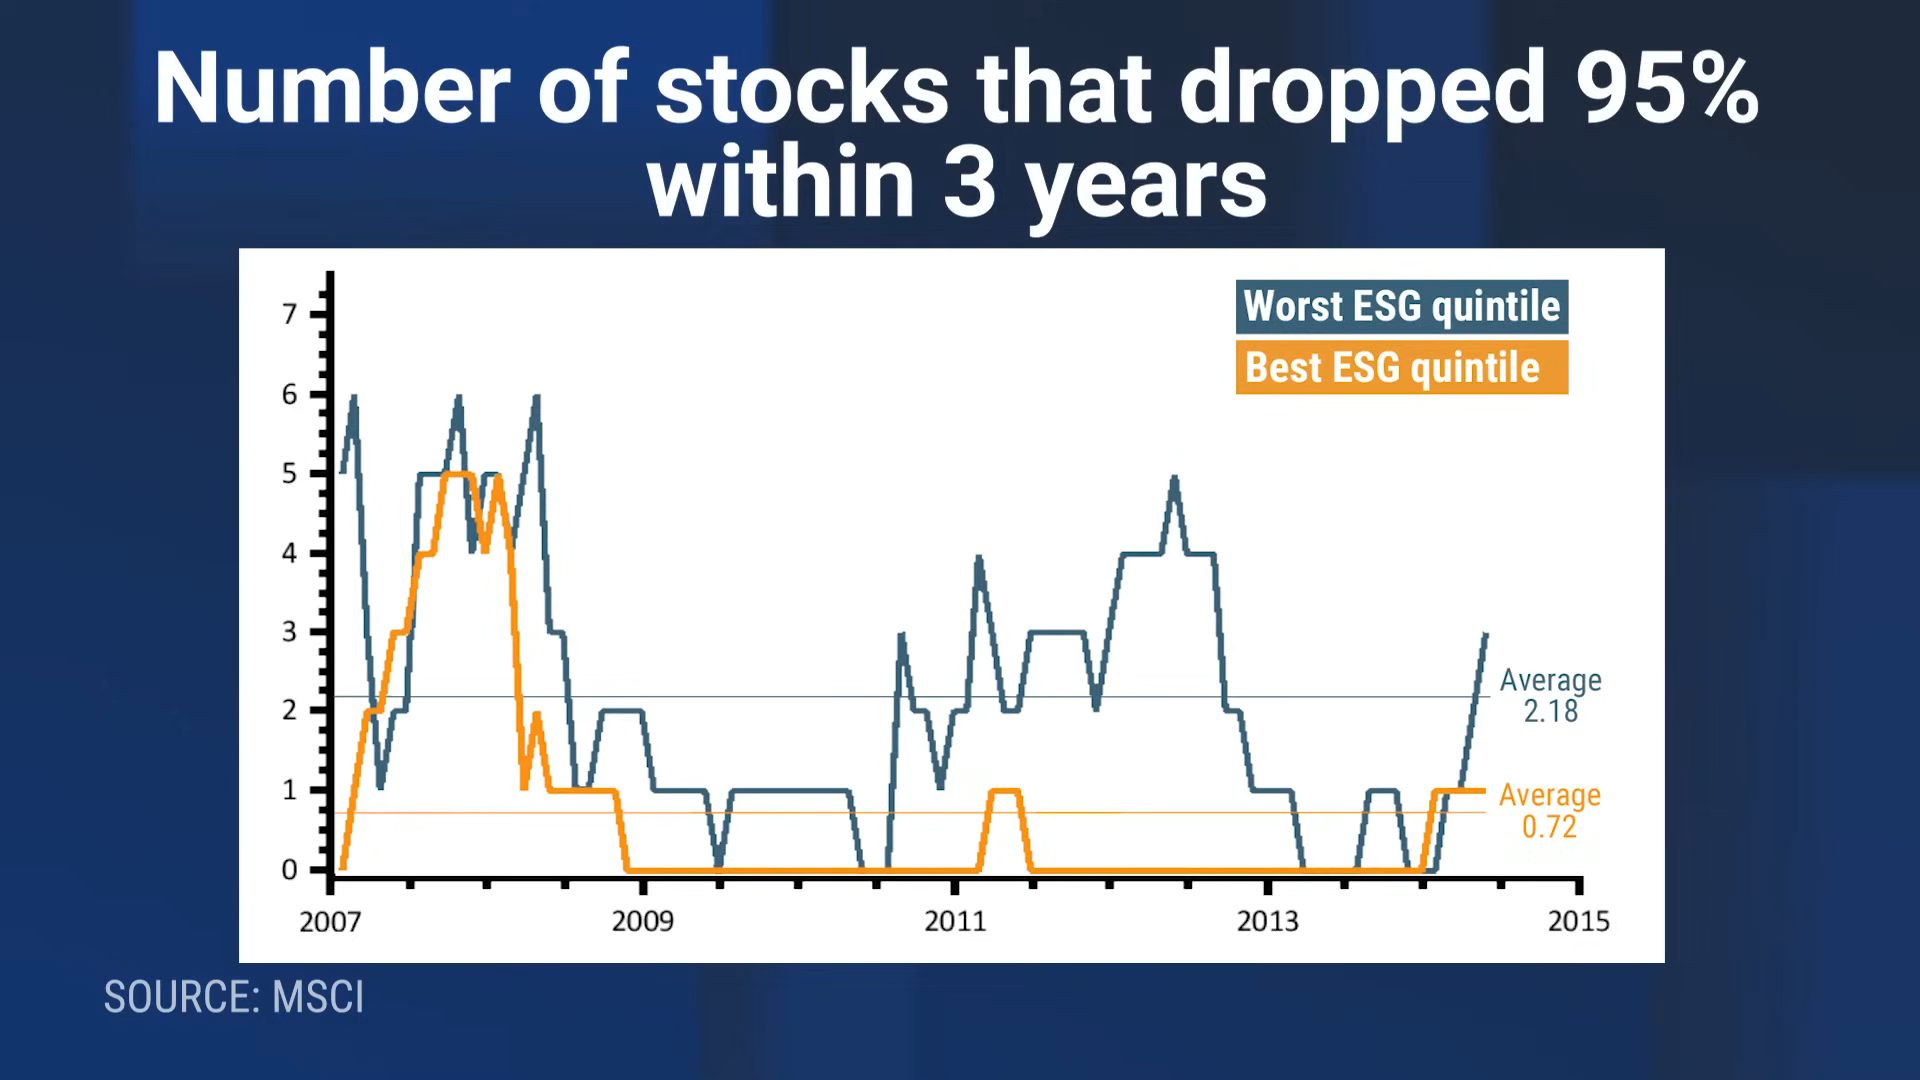 Number of stocks that dropped 95%
within 3 years
Worst ESG quintile
Best ESG quintile
7
6
5
4
3
2
1
0
Average
2.18
Average
0.72
2007
2009
2011
2013
2015
SOURCE: MSCI